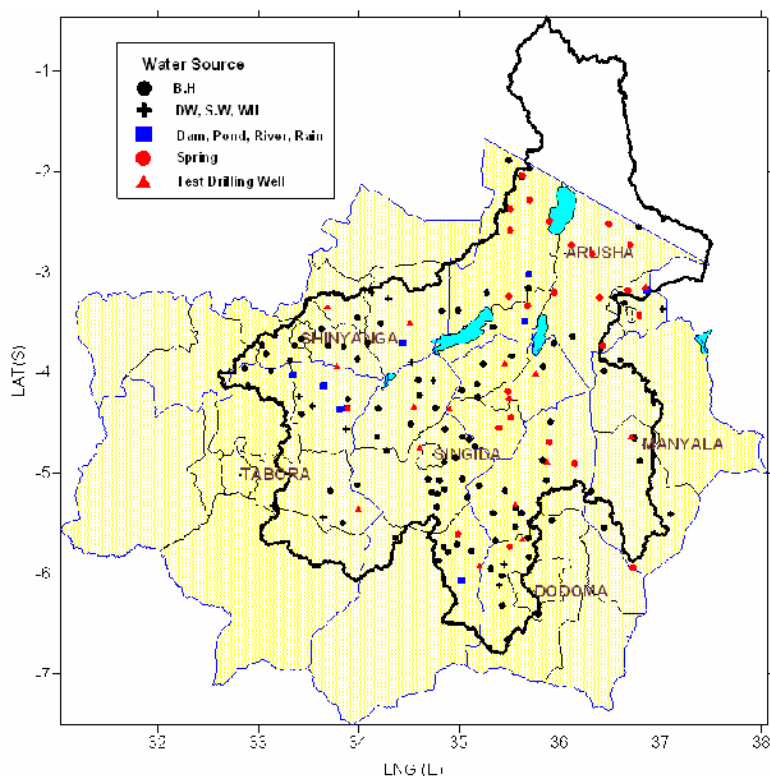 Water Source
B.H
DW, S.W, WH
Dam, Pond, River, Rain
Spring
Test Drilling Well
-1
-2
-3
-4
-5
-6
-7
LAT(S)
ARUSHA
SHINYANGA
MANYALA
SINGIDA
TABORA
DODOMA
32
33
34
35
36
37
38
LNG (E)